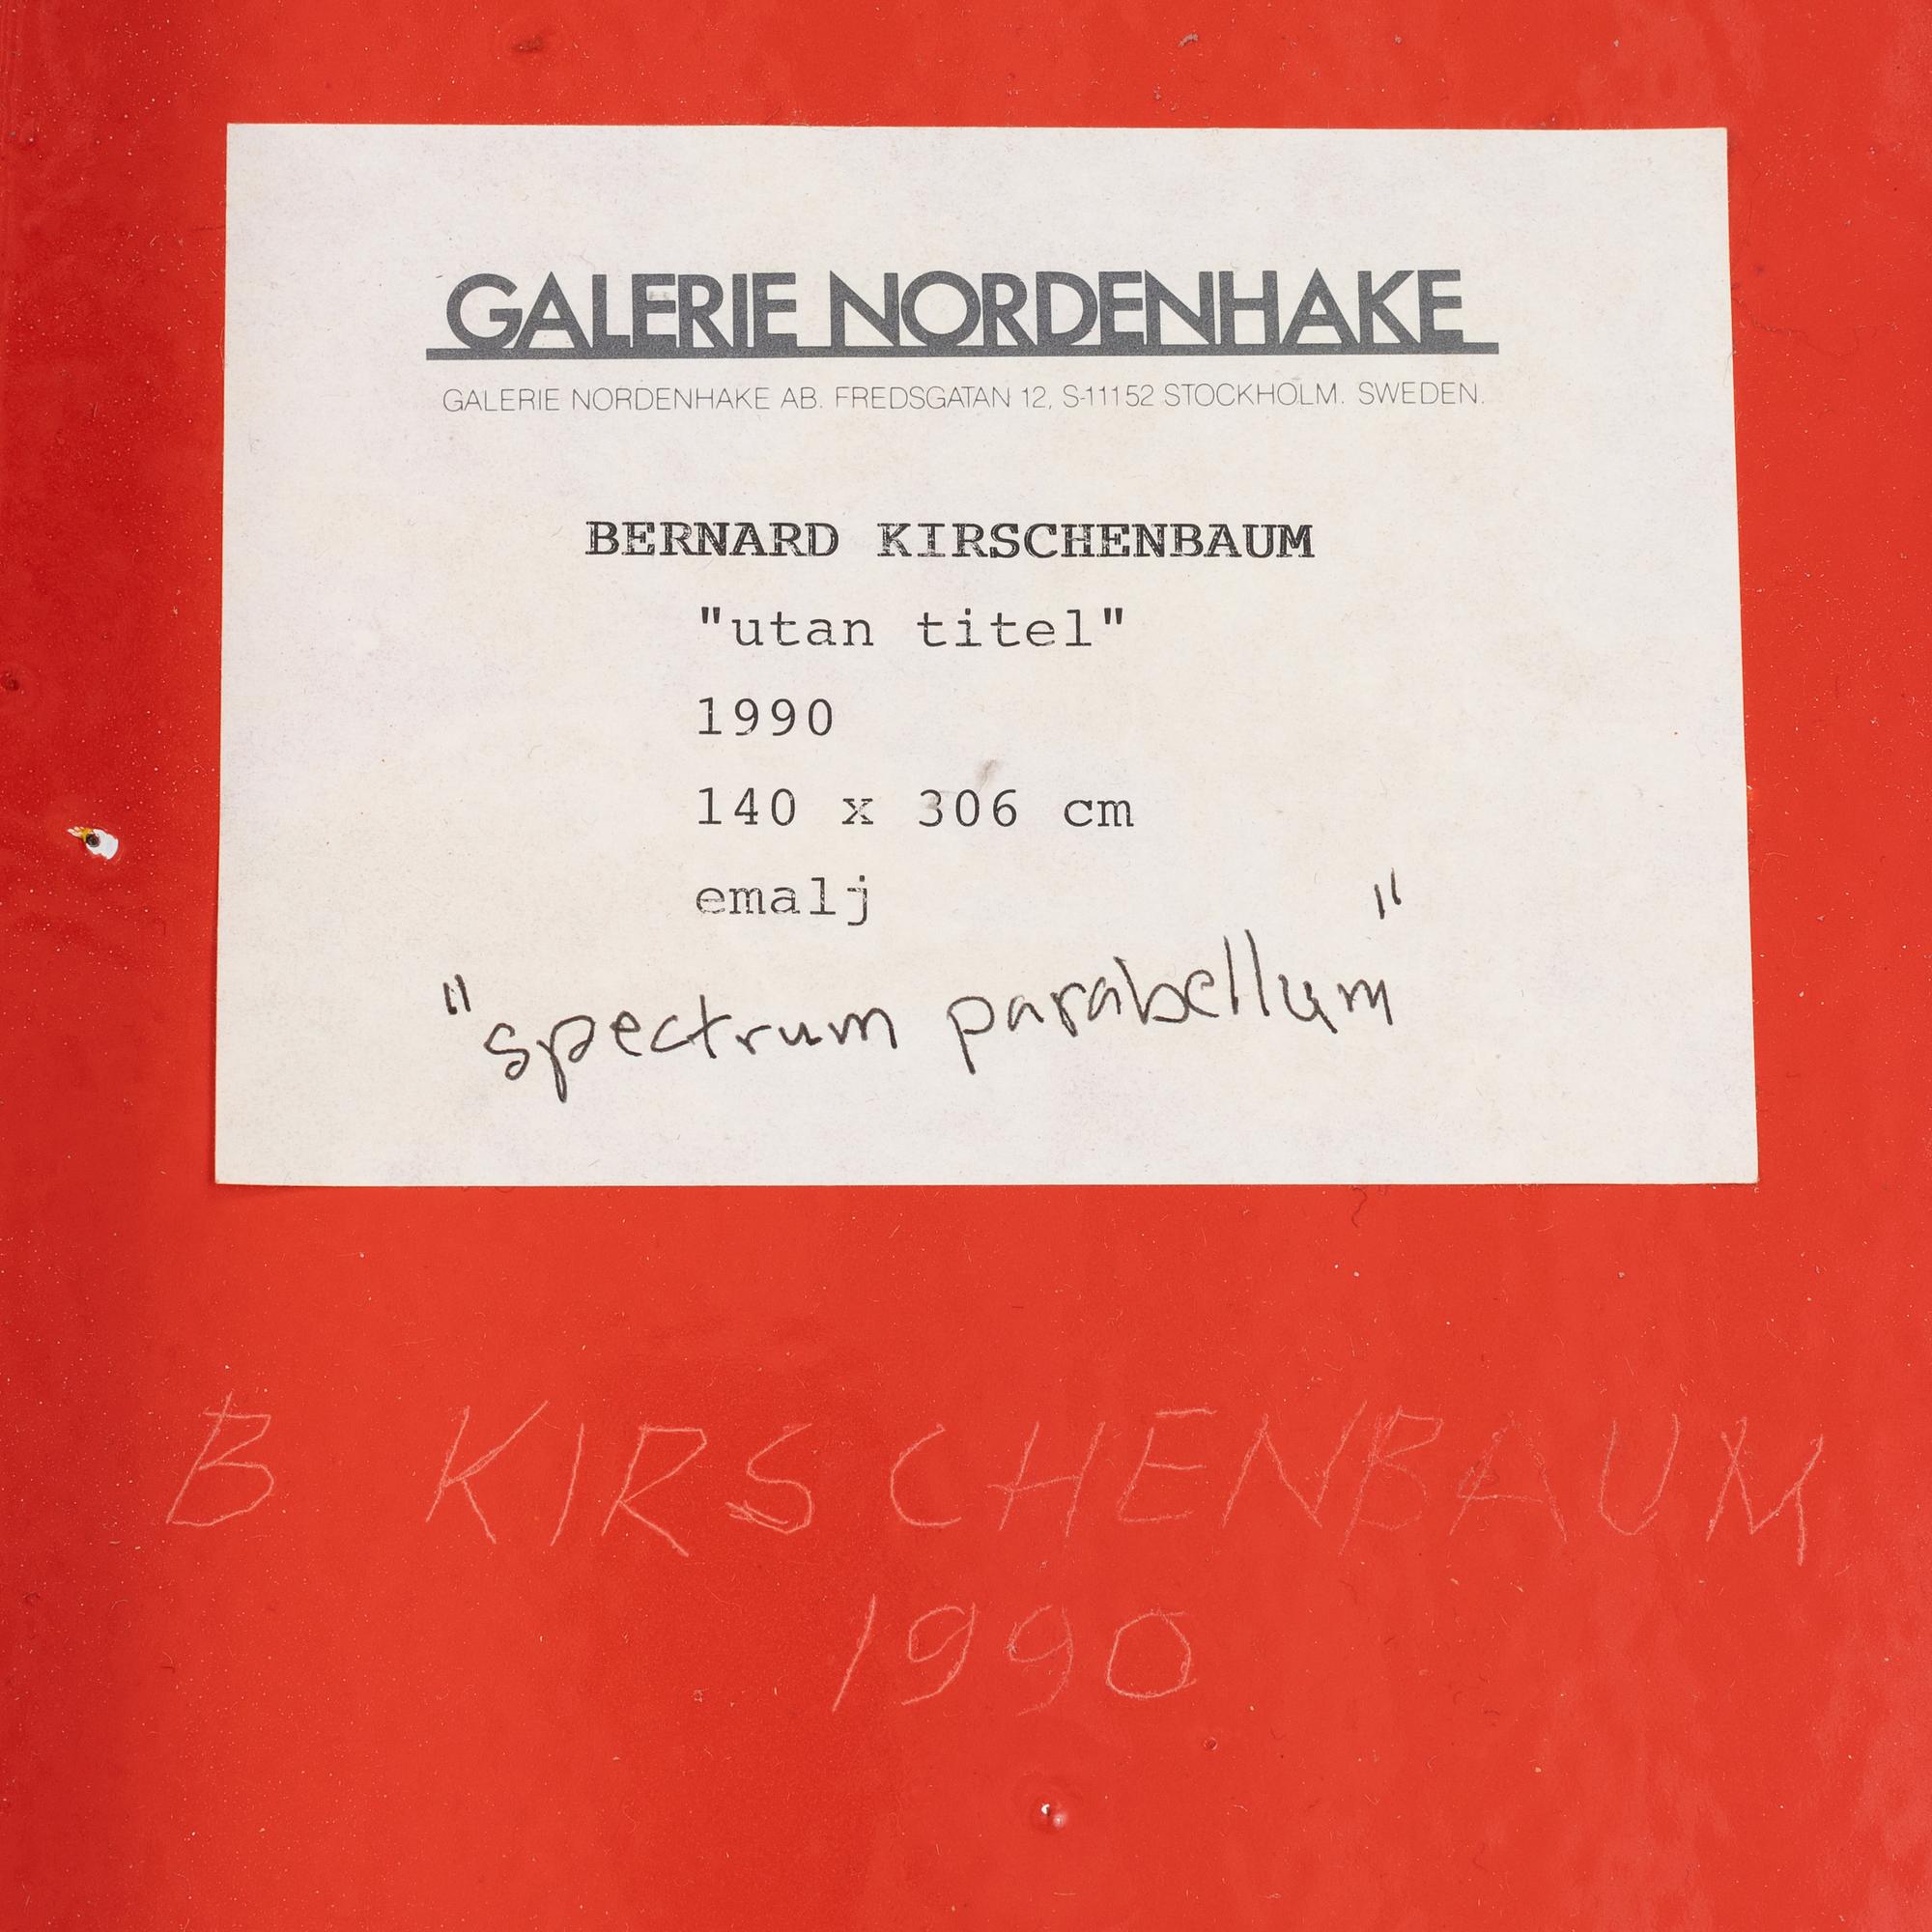 GALERIE NORDENHAKE
GALERIE NORDENHAKE AB. FREDSGATAN 12, S-11152 STOCKHOLM. SWEDEN.
BERNARD KIRSCHENBAUM
"utan titel"
1990
140 x 306 cm
emalj
"spectrum parabellum"
B KIRSCHENBAUM
1990